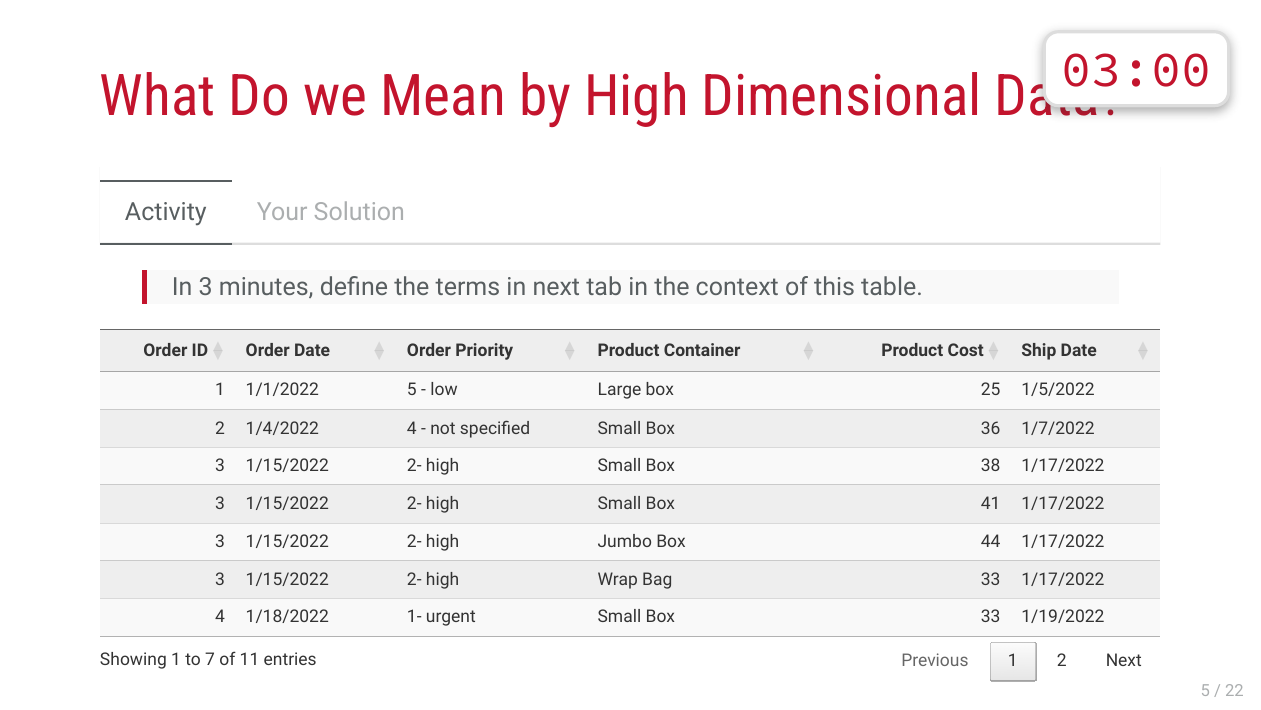 What Do we Mean by High Dimensional Data?
03:00
Activity Your Solution
In 3 minutes, define the terms in next tab in the context of this table.
Order ID Order Date Order Priority Product Container Product Cost Ship Date
1 1/1/2022 5 - low Large box 25 1/5/2022
2 1/4/2022 4 - not specified Small Box 36 1/7/2022
3 1/15/2022 2- high Small Box 38 1/17/2022
3 1/15/2022 2- high Small Box 41 1/17/2022
3 1/15/2022 2- high Jumbo Box 44 1/17/2022
3 1/15/2022 2- high Wrap Bag 33 1/17/2022
4 1/18/2022 1- urgent Small Box 33 1/19/2022
Showing 1 to 7 of 11 entries Previous 1 2 Next
5 / 22